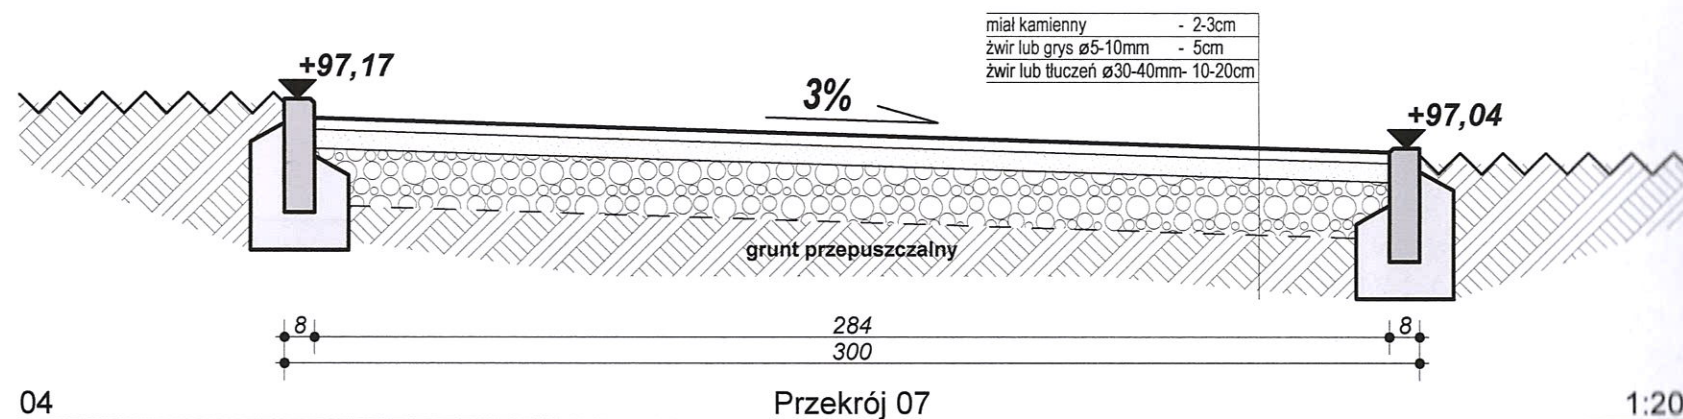 miał kamienny - 2-3cm
żwir lub grys ø5-10mm - 5cm
żwir lub tłuczeń ø30-40mm- 10-20cm
+97,17
3%
+97,04
grunt przepuszczalny
8 284 8
300
04 Przekrój 07 1:20